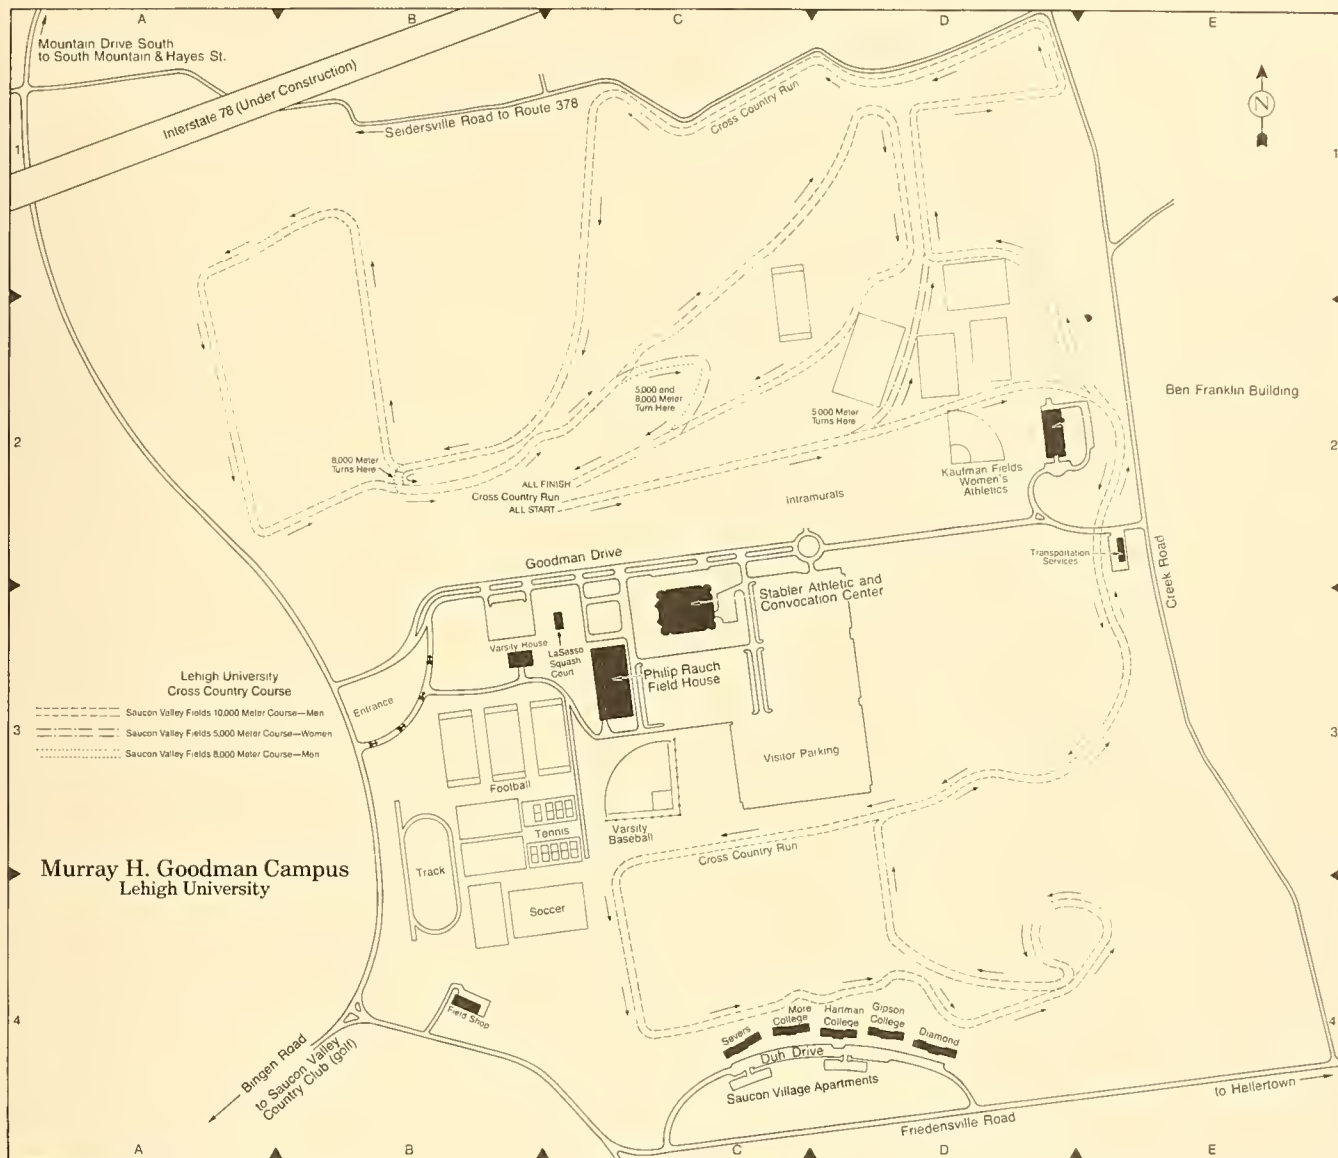 A
B
C
D
E
Mountain Drive South
to South Mountain & Hayes St.
Interstate 78 (Under Construction)
Seidersville Road to Route 378
Cross Country Run
N
1
1
5,000 and
8,000 Meter
Turn Here
5,000 Meter
Turns Here
Ben Franklin Building
2
2
8,000 Meter
Turns Here
ALL FINISH
Cross Country Run
ALL START
Intramurals
Kaufman Fields
Women's
Athletics
Goodman Drive
Transportation
Services
Creek Road
Stabler Athletic and
Convocation Center
Varsity House
LaSasso
Squash
Court
Philip Rauch
Field House
Entrance
Lehigh University
Cross Country Course
Saucon Valley Fields 10,000 Meter Course—Men
Saucon Valley Fields 5,000 Meter Course—Women
Saucon Valley Fields 8,000 Meter Course—Men
3
3
Visitor Parking
Football
Tennis
Varsity
Baseball
Cross Country Run
Track
Soccer
Murray H. Goodman Campus
Lehigh University
Field Shop
4
4
Severs
More
College
Hartman
College
Gipson
College
Diamond
Duh Drive
Saucon Village Apartments
Bingen Road
to Saucon Valley
Country Club (golf)
to Hellertown
Friedensville Road
A
B
C
D
E